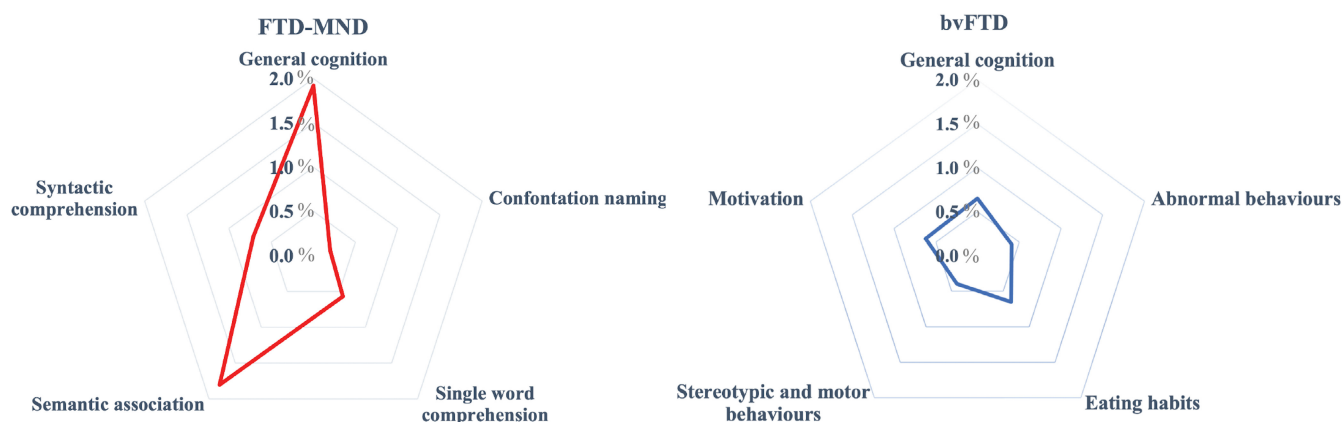 FTD-MND
General cognition
2.0 %
1.5 %
1.0 %
0.5 %
0.0 %
Confontation naming
Single word
comprehension
Semantic association
Syntactic
comprehension
bvFTD
General cognition
2.0 %
1.5 %
1.0 %
0.5 %
0.0 %
Abnormal behaviours
Eating habits
Stereotypic and motor
behaviours
Motivation